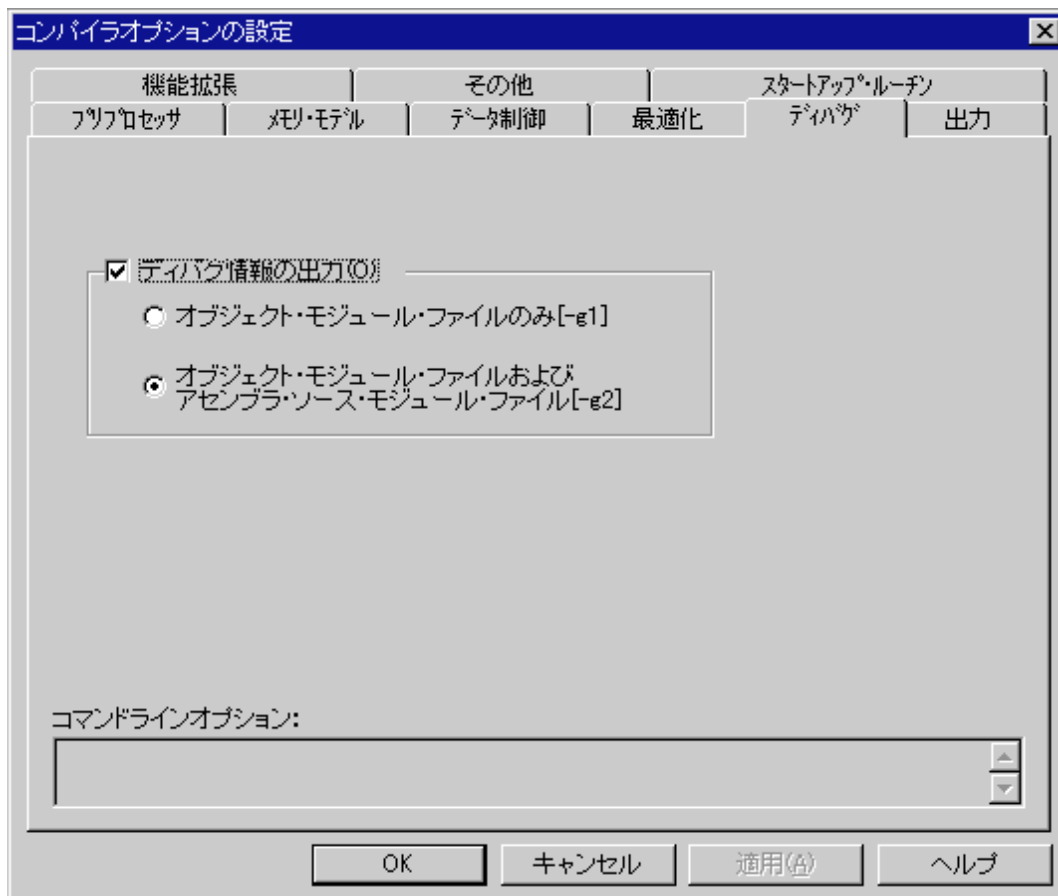 コンパイラオプションの設定
機能拡張
その他
ｽﾀｰﾄｱｯﾌﾟ･ﾙｰﾁﾝ
ﾌﾟﾘﾌﾟﾛｾｯｻ
ﾒﾓﾘ･ﾓﾃﾞﾙ
ﾃﾞｰﾀ制御
最適化
ﾃﾞｨﾊﾞｸﾞ
出力
ディバグ情報の出力(O)
オブジェクト・モジュール・ファイルのみ[-g1]
オブジェクト・モジュール・ファイルおよび
アセンブラ・ソース・モジュール・ファイル[-g2]
コマンドラインオプション:
OK
キャンセル
適用(A)
ヘルプ